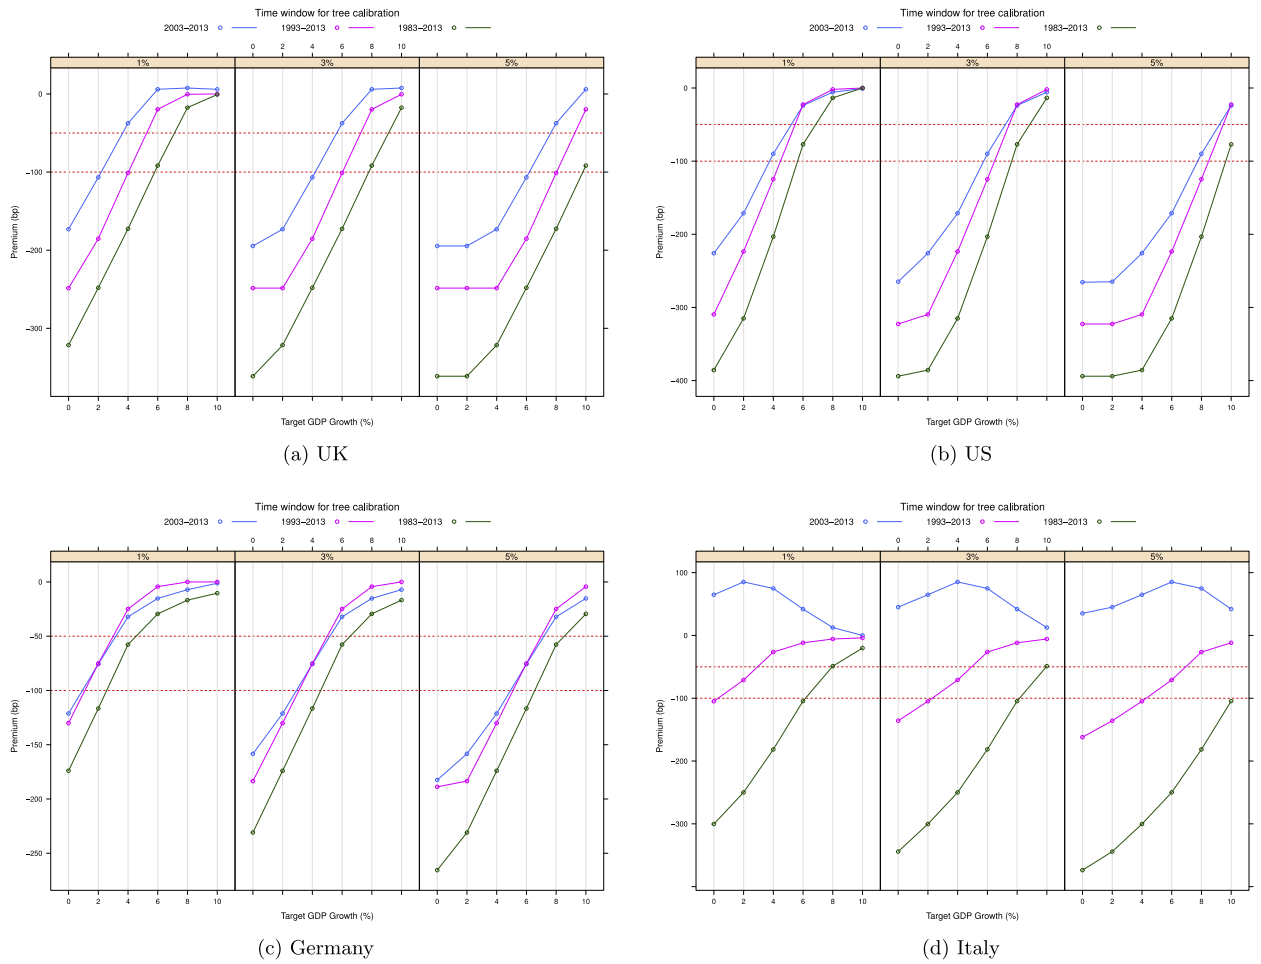 Time window for tree calibration
2003–2013 1993–2013 1983–2013
0 2 4 6 8 10
1% 3% 5%
Premium (bp)
0
−100
−200
−300
0 2 4 6 8 10 0 2 4 6 8 10
Target GDP Growth (%)
(a) UK
Time window for tree calibration
2003–2013 1993–2013 1983–2013
0 2 4 6 8 10
1% 3% 5%
Premium (bp)
0
−100
−200
−300
−400
0 2 4 6 8 10 0 2 4 6 8 10
Target GDP Growth (%)
(b) US
Time window for tree calibration
2003–2013 1993–2013 1983–2013
0 2 4 6 8 10
1% 3% 5%
Premium (bp)
0
−50
−100
−150
−200
−250
0 2 4 6 8 10 0 2 4 6 8 10
Target GDP Growth (%)
(c) Germany
Time window for tree calibration
2003–2013 1993–2013 1983–2013
0 2 4 6 8 10
1% 3% 5%
Premium (bp)
100
0
−100
−200
−300
0 2 4 6 8 10 0 2 4 6 8 10
Target GDP Growth (%)
(d) Italy